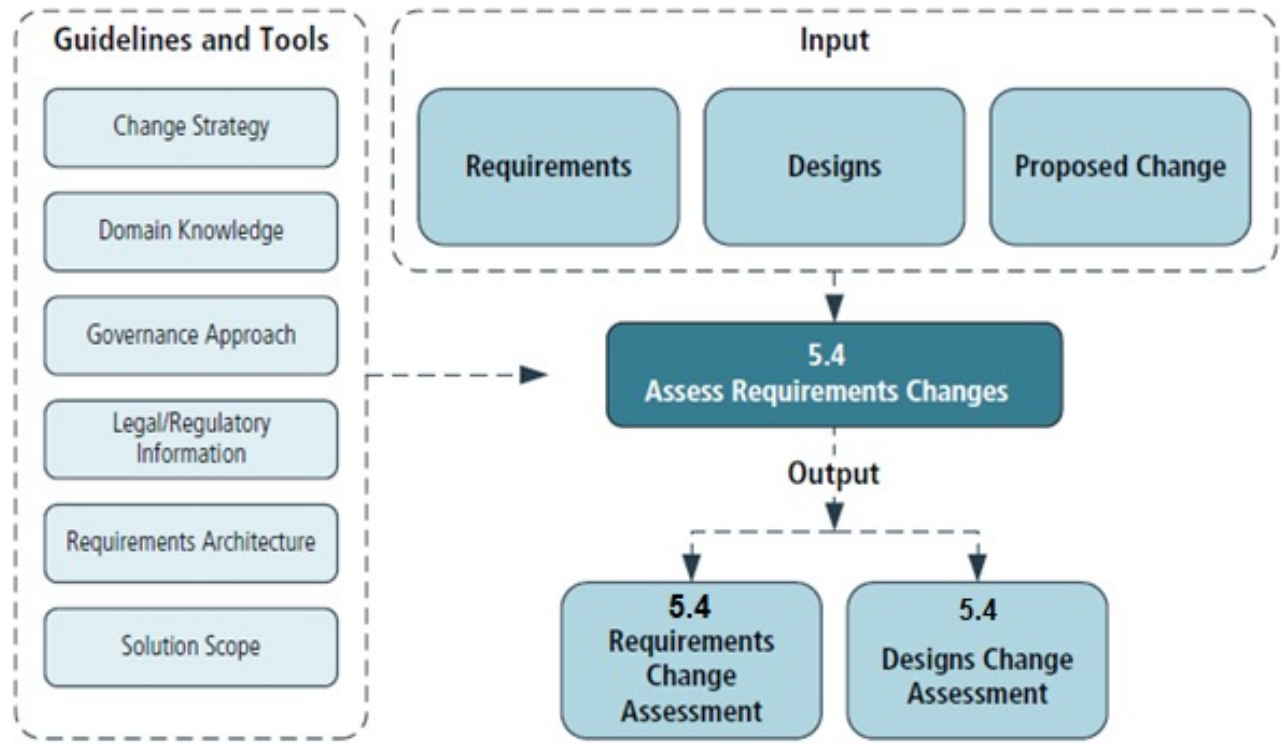 Guidelines and Tools
Change Strategy
Domain Knowledge
Governance Approach
Legal/Regulatory
Information
Requirements Architecture
Solution Scope
Input
Requirements
Designs
Proposed Change
5.4
Assess Requirements Changes
Output
5.4
Requirements
Change
Assessment
5.4
Designs Change
Assessment